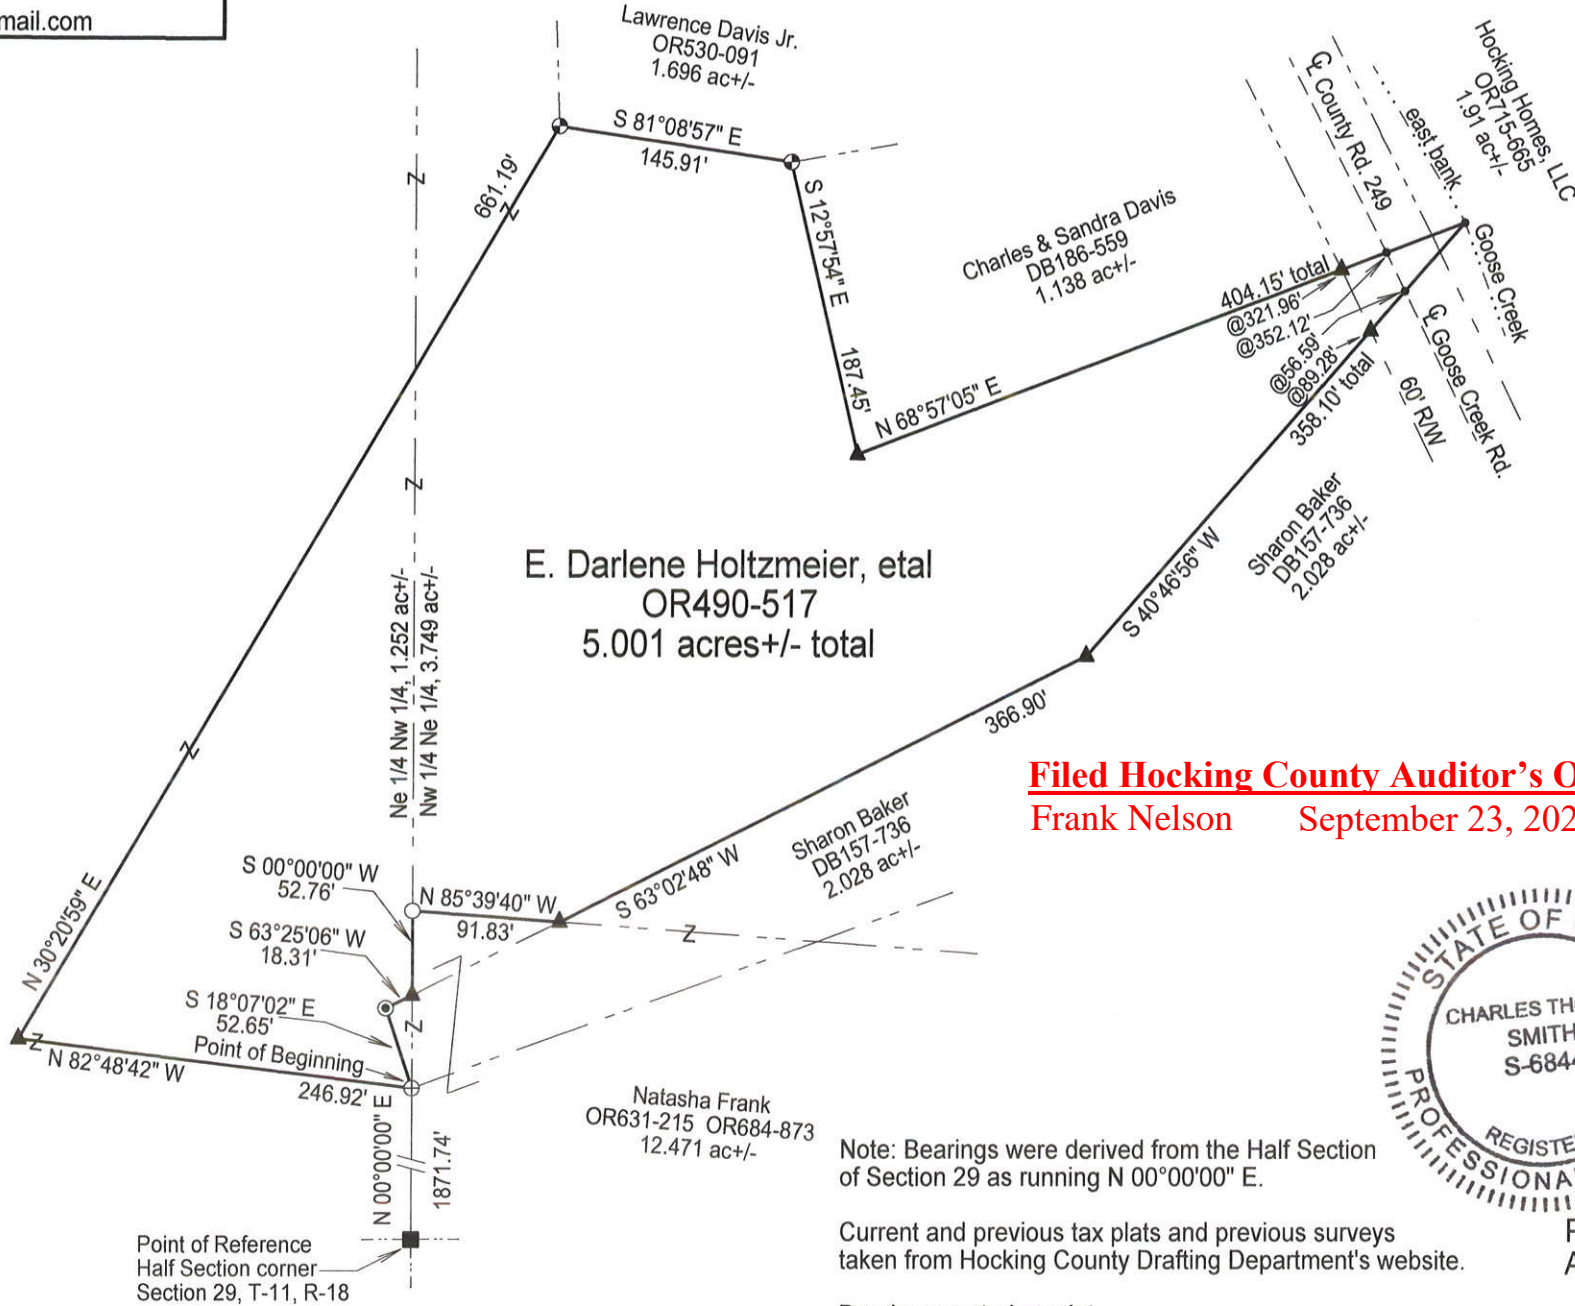 mail.com
Lawrence Davis Jr.
OR530-091
1.696 ac+/-
S 81°08'57" E
145.91'
661.19'
Z
Z
S 12°57'54" E
187.45'
Charles & Sandra Davis
DB186-559
1.138 ac+/-
℄ County Rd. 249
east bank
Hocking Homes, LLC
OR715-665
1.91 ac+/-
Goose Creek
404.15' total
@321.96'
@352.12'
@56.59'
@89.28'
358.10' total
℄ Goose Creek Rd.
60' R/W
N 68°57'05" E
Z
E. Darlene Holtzmeier, etal
OR490-517
5.001 acres+/- total
Sharon Baker
DB157-736
2.028 ac+/-
S 40°46'56" W
Ne 1/4 Nw 1/4, 1.252 ac+/-
Nw 1/4 Ne 1/4, 3.749 ac+/-
Z
366.90'
Filed Hocking County Auditor's O
Frank Nelson September 23, 202
Sharon Baker
DB157-736
2.028 ac+/-
S 63°02'48" W
N 30°20'59" E
S 00°00'00" W
52.76'
N 85°39'40" W
91.83'
Z
S 63°25'06" W
18.31'
S 18°07'02" E
52.65'
Z
Point of Beginning
Z
N 82°48'42" W
246.92'
N 00°00'00" E
1871.74'
Natasha Frank
OR631-215 OR684-873
12.471 ac+/-
STATE OF
CHARLES TH
SMITH
S-6844
REGISTE
PROFESSIONA
Note: Bearings were derived from the Half Section
of Section 29 as running N 00°00'00" E.
Point of Reference
Half Section corner
Section 29, T-11, R-18
Current and previous tax plats and previous surveys
taken from Hocking County Drafting Department's website.
P
A